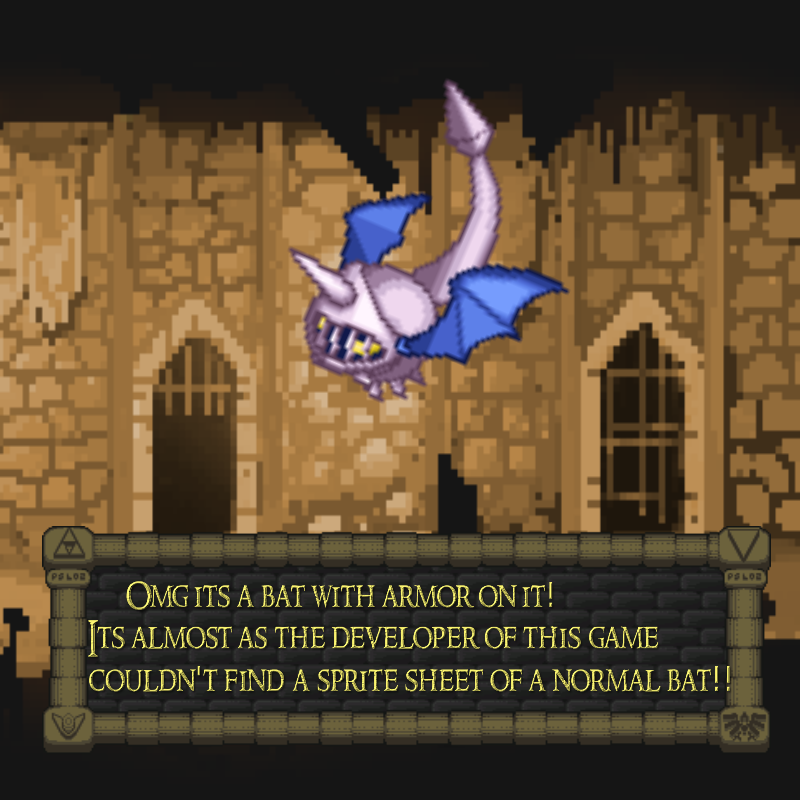 Omg its a bat with armor on it!
Its almost as the developer of this game
couldn't find a sprite sheet of a normal bat!!